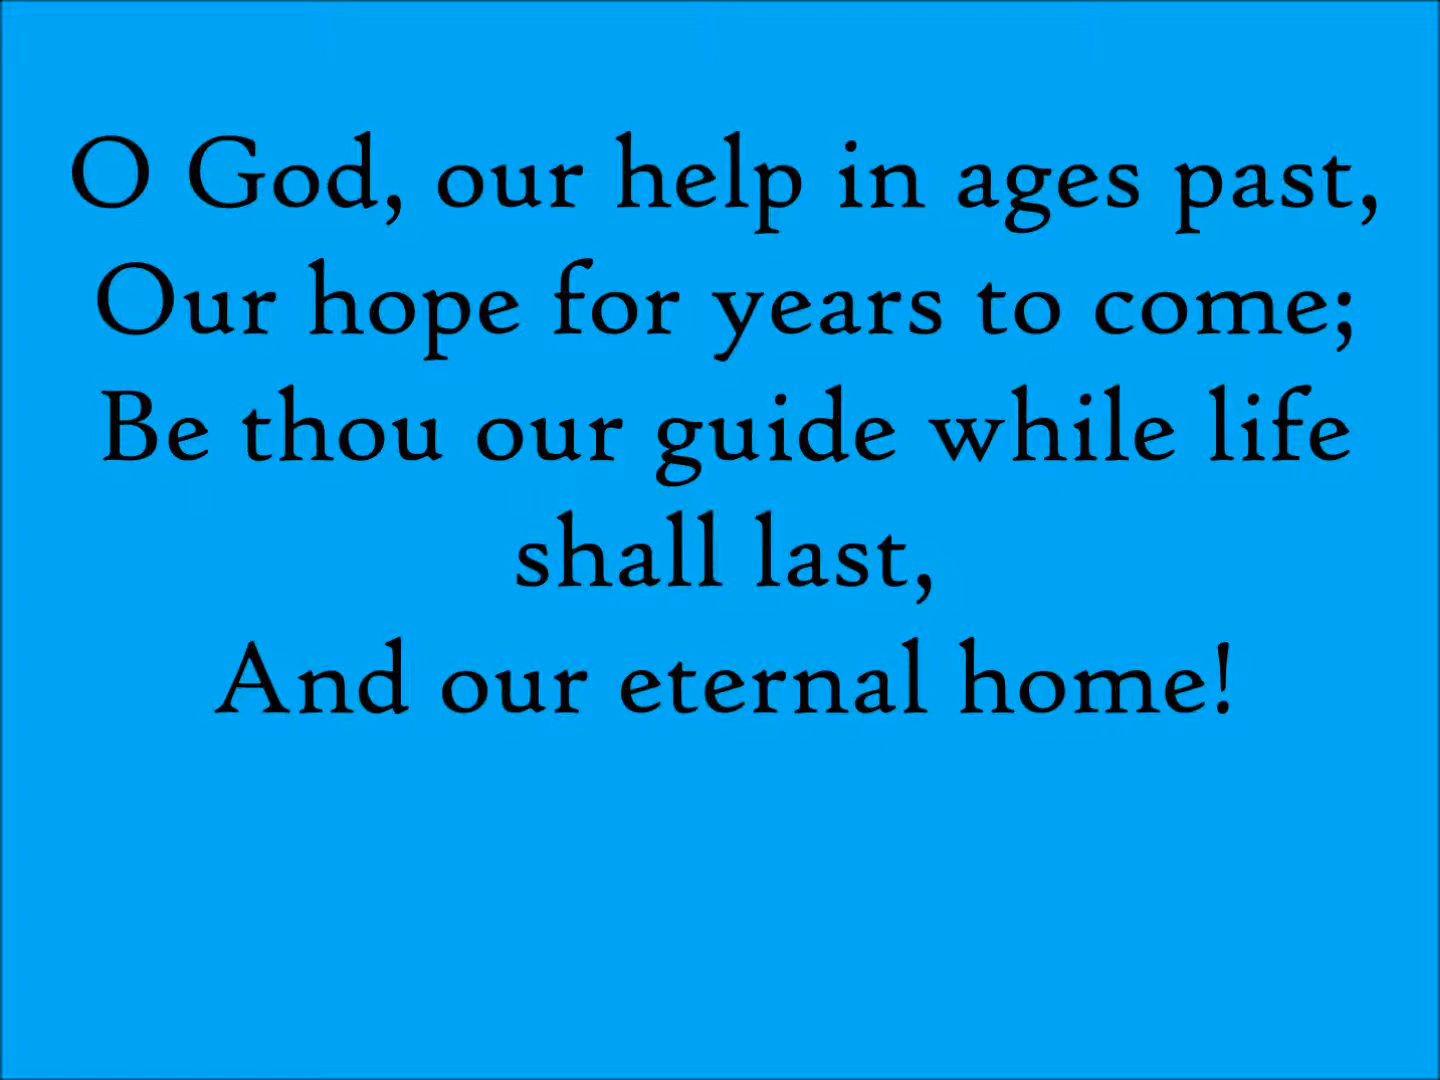 O God, our help in ages past,
Our hope for years to come;
Be thou our guide while life
shall last,
And our eternal home!